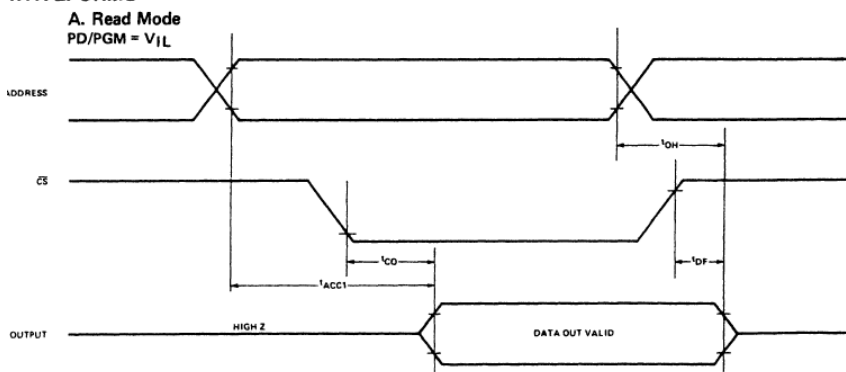 A. Read Mode
PD/PGM = VIL
ADDRESS
tOH
CS
tCO
tDF
tACC1
OUTPUT
HIGH Z
DATA OUT VALID